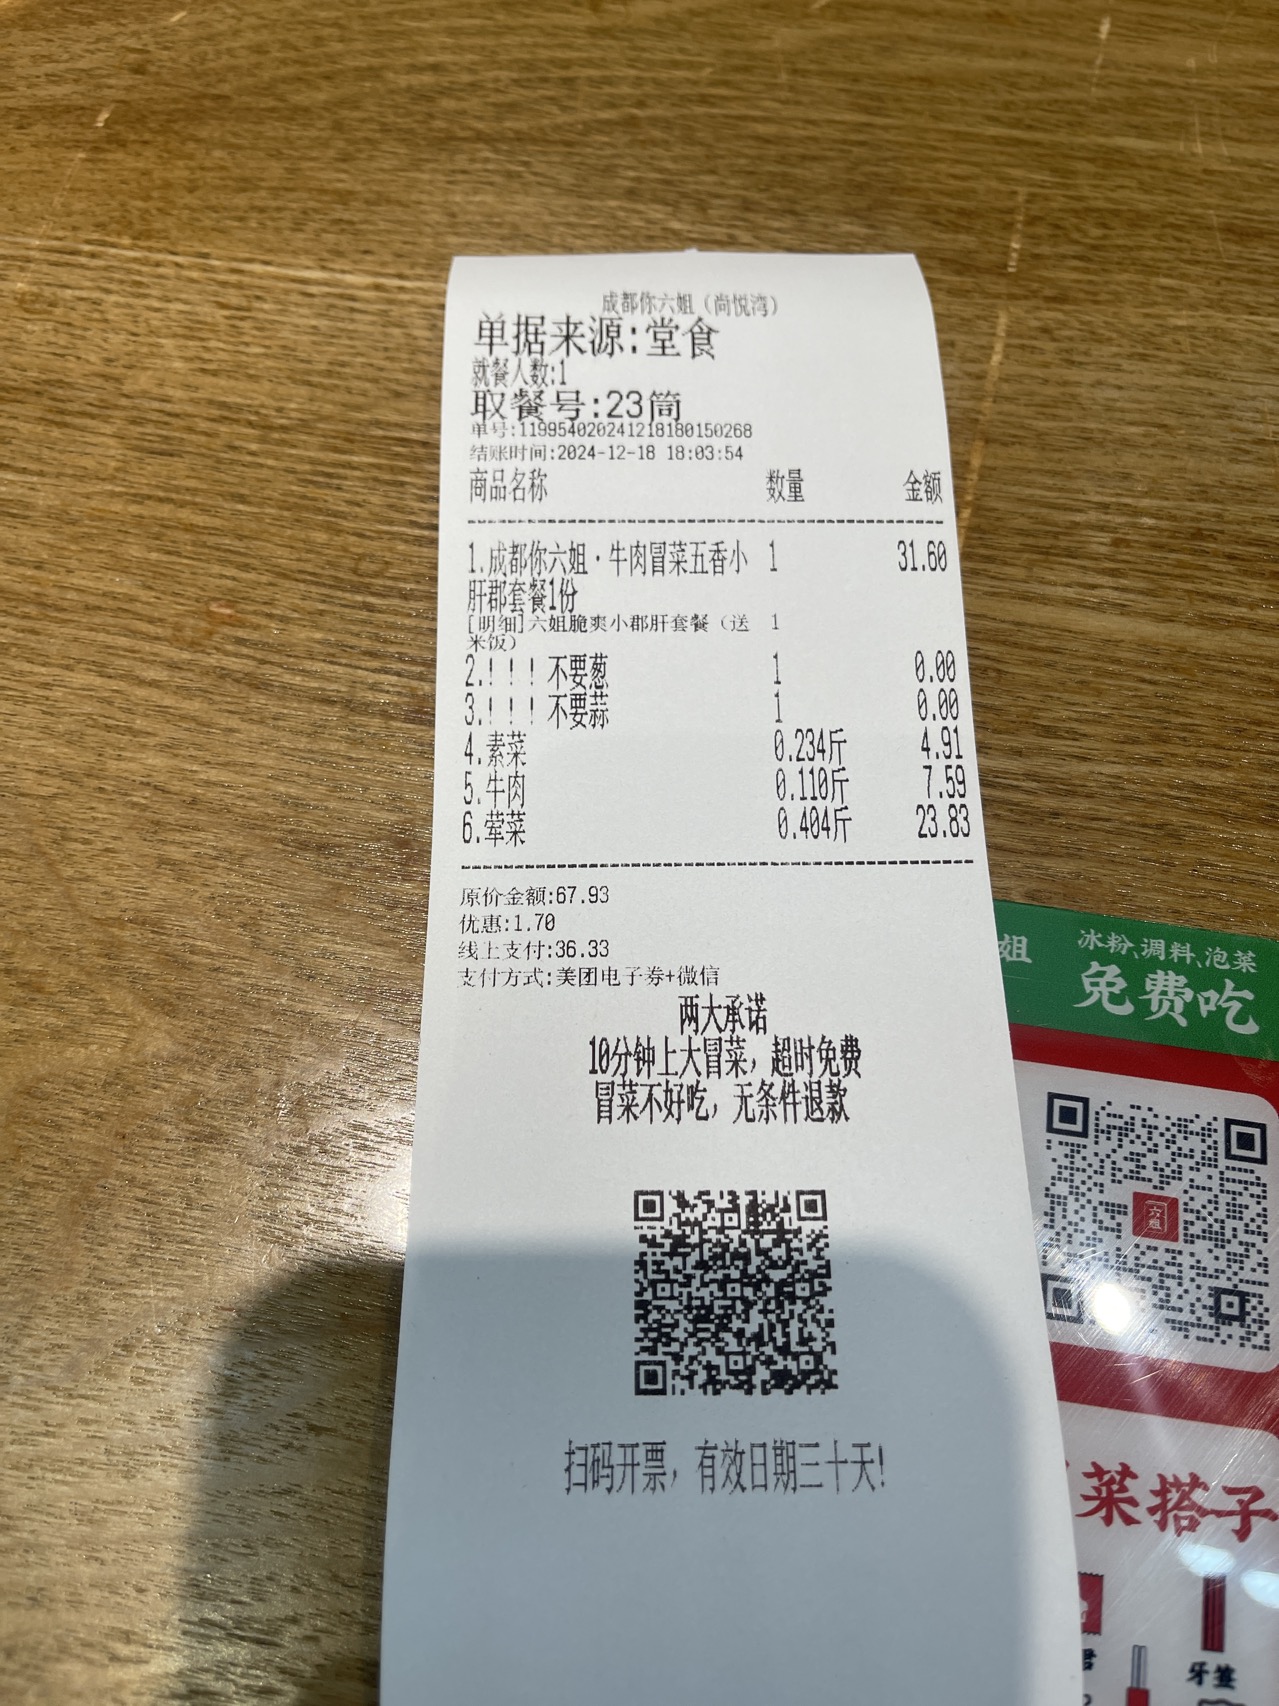 成都你六姐（尚悦湾）
单据来源:堂食
就餐人数:1
取餐号:23筒
单号:11995402024121818015​0268
结账时间:2024-12-18 18:03:54
商品名称 数量 金额
1.成都你六姐·牛肉冒菜五香小 1 31.60
肝郡套餐1份
[明细]六姐脆爽小郡肝套餐（送 1
米饭）
2.！！！不要葱 1 0.00
3.！！！不要蒜 1 0.00
4.素菜 0.234斤 4.91
5.牛肉 0.110斤 7.59
6.荤菜 0.404斤 23.83
原价金额:67.93
优惠:1.70
线上支付:36.33
支付方式:美团电子券+微信
两大承诺
10分钟上大冒菜，超时免费
冒菜不好吃，无条件退款
扫码开票，有效日期三十天!
姐 冰粉、调料、泡菜
免费吃
六姐
菜搭子
牙签